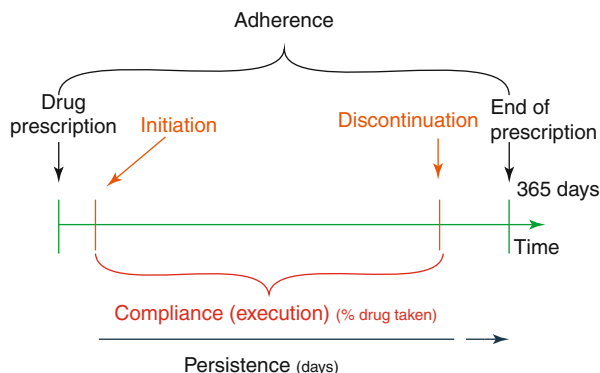 Adherence
Drug
prescription
Initiation
Discontinuation
End of
prescription
365 days
Time
Compliance (execution) (% drug taken)
Persistence (days)